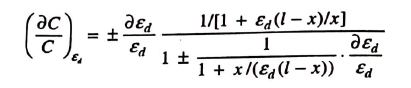 (∂C/C)_{ε_d} = ± ∂ε_d/ε_d · 1/[1 + ε_d(l − x)/x] / (1 ± 1/(1 + x/(ε_d(l − x))) · ∂ε_d/ε_d)